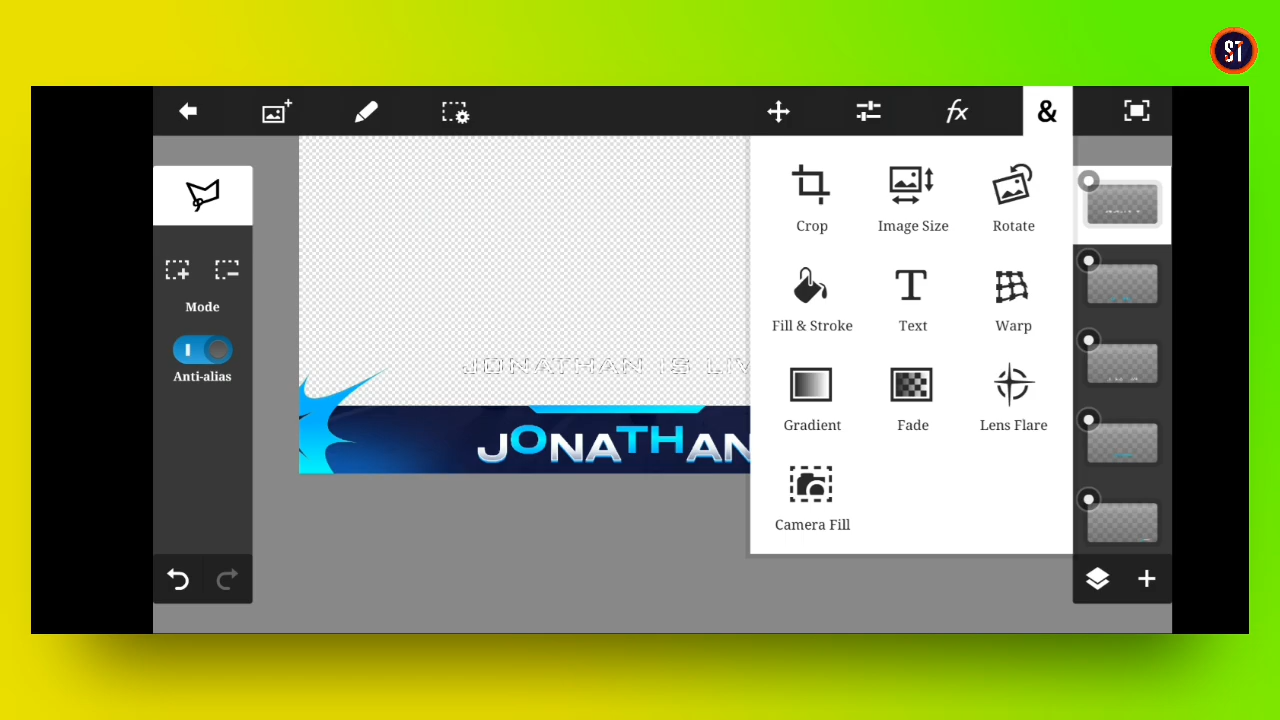 ST
fx
&
Crop
Image Size
Rotate
Mode
Fill & Stroke
Text
Warp
JONATHAN IS LIV
Anti-alias
Gradient
Fade
Lens Flare
JONATHAN
Camera Fill